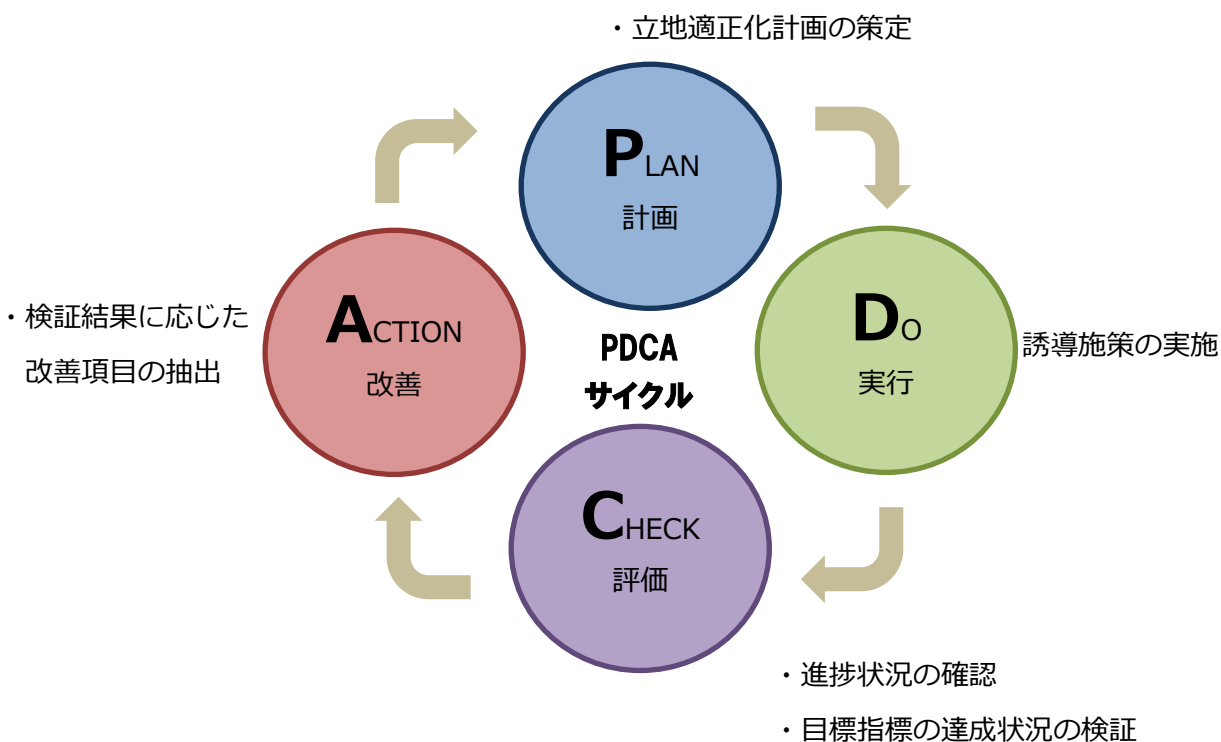 ・立地適正化計画の策定
PLAN
計画
DO
実行
誘導施策の実施
PDCA
サイクル
ACTION
改善
・検証結果に応じた
改善項目の抽出
CHECK
評価
・進捗状況の確認
・目標指標の達成状況の検証